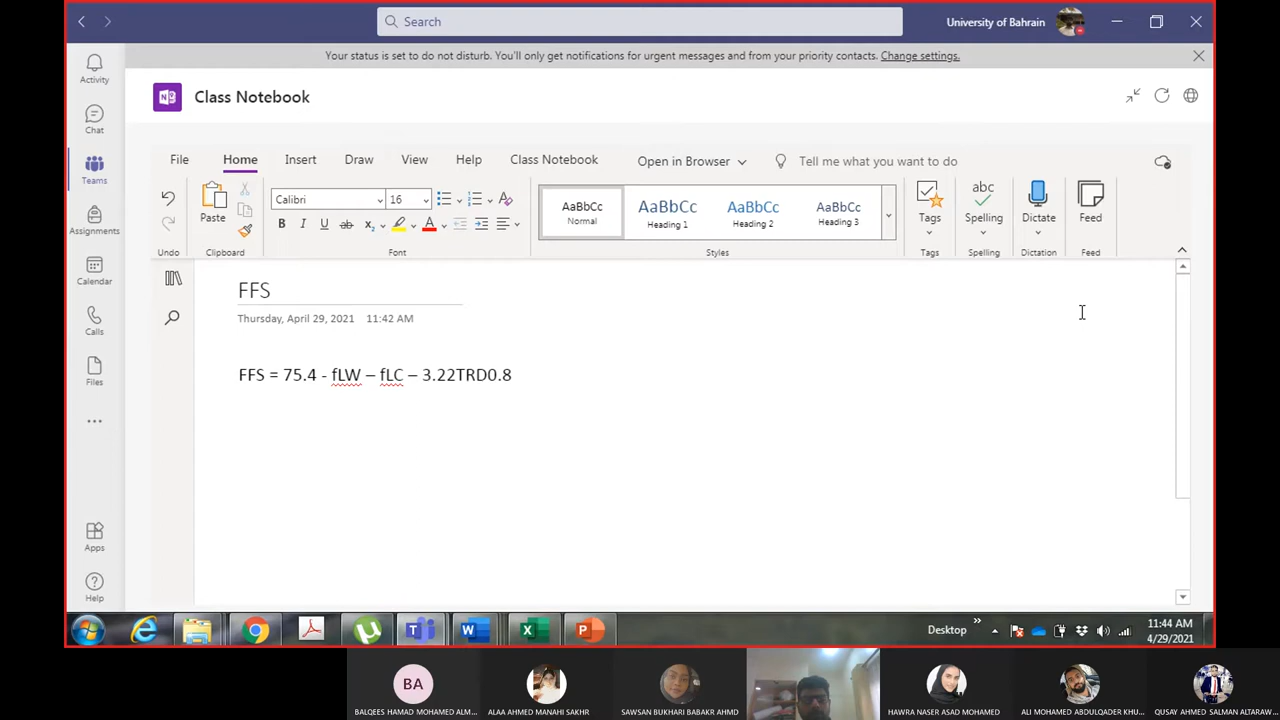 Search
University of Bahrain
Your status is set to do not disturb. You'll only get notifications for urgent messages and from your priority contacts. Change settings.
Activity
Chat
Teams
Assignments
Calendar
Calls
Files
Apps
Help
Class Notebook
File Home Insert Draw View Help Class Notebook Open in Browser Tell me what you want to do
Paste
Calibri 16
AaBbCc Normal
AaBbCc Heading 1
AaBbCc Heading 2
AaBbCc Heading 3
Tags
abc Spelling
Dictate
Feed
Undo Clipboard Font Styles Tags Spelling Dictation Feed
FFS
Thursday, April 29, 2021 11:42 AM
FFS = 75.4 - fLW – fLC – 3.22TRD0.8
Desktop
11:44 AM
4/29/2021
BA
BALQEES HAMAD MOHAMED ALM...
ALAA AHMED MANAHI SAKHR
SAWSAN BUKHARI BABAKR AHMD
HAWRA NASER ASAD MOHAMED
ALI MOHAMED ABDULQADER KHU...
QUSAY AHMED SALMAN ALTARAW...